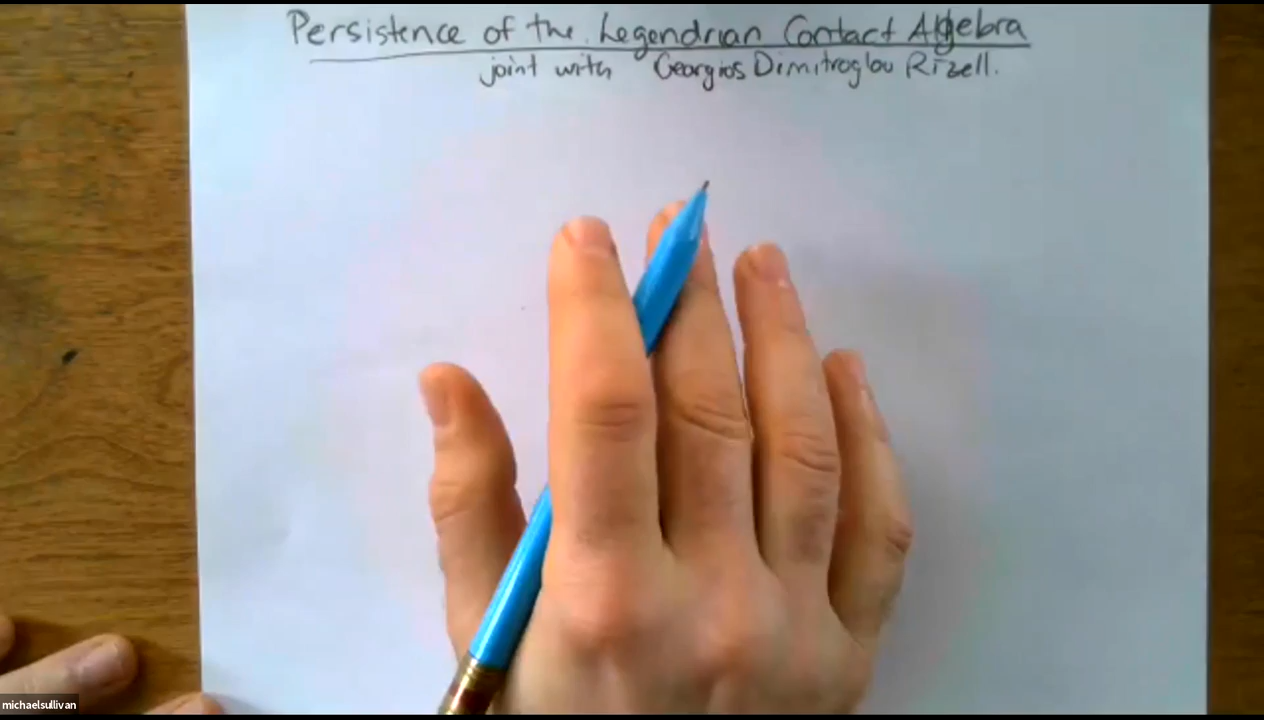 Persistence of the Legendrian Contact Algebra
joint with Georgios Dimitroglou Rizell.
michaelsullivan